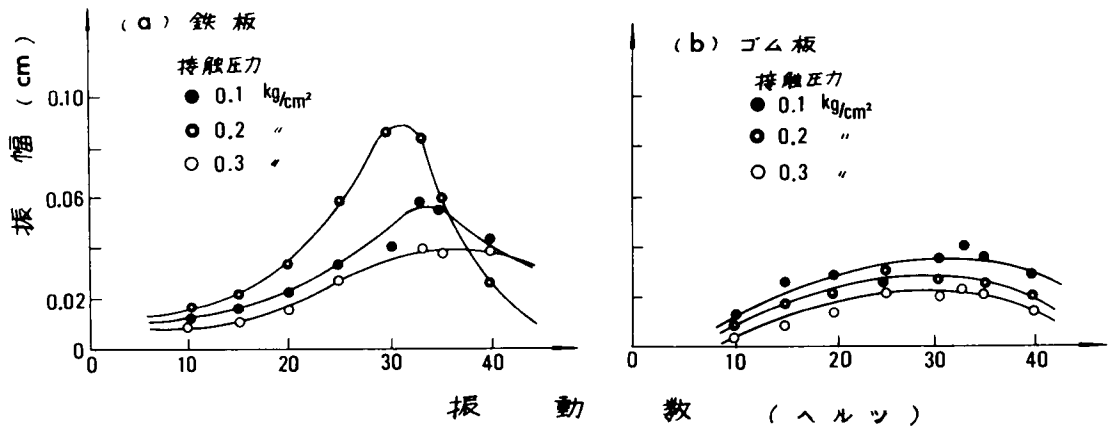 (a) 鉄板
接触圧力
● 0.1 kg/cm²
◉ 0.2 〃
○ 0.3 〃
(b) ゴム板
接触圧力
● 0.1 kg/cm²
◉ 0.2 〃
○ 0.3 〃
振幅 (cm)
0.10
0.06
0.02
0
0 10 20 30 40
0 10 20 30 40
振動数 (ヘルツ)